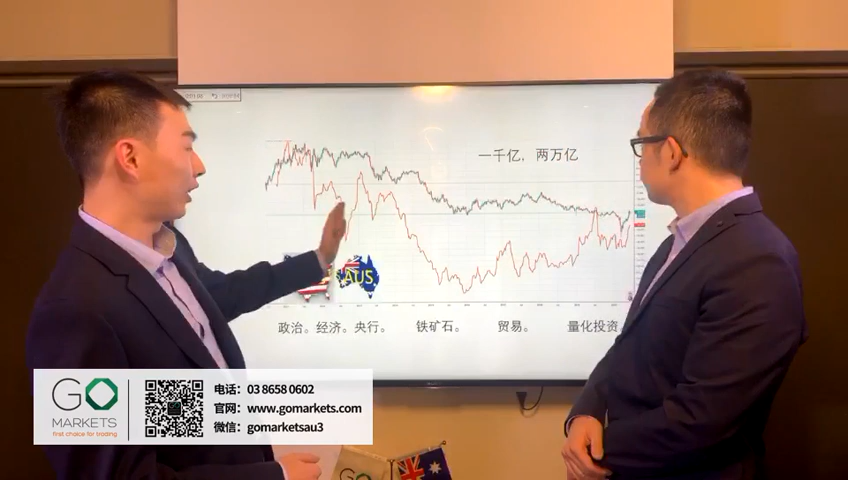 一千亿，两万亿
AUS
政治。经济。央行。 铁矿石。 贸易。 量化投资。
GO
MARKETS
first choice for trading
电话： 03 8658 0602
官网： www.gomarkets.com
微信： gomarketsau3
GO